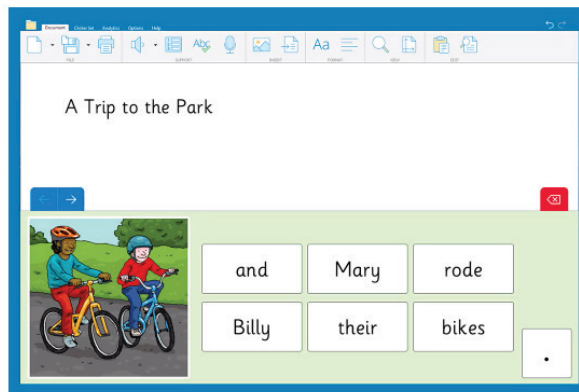 Document Clicker Set Analytics Options Help
Abc
Aa
FILE SUPPORT INSERT FORMAT VIEW EDIT
A Trip to the Park
and Mary rode
Billy their bikes
.